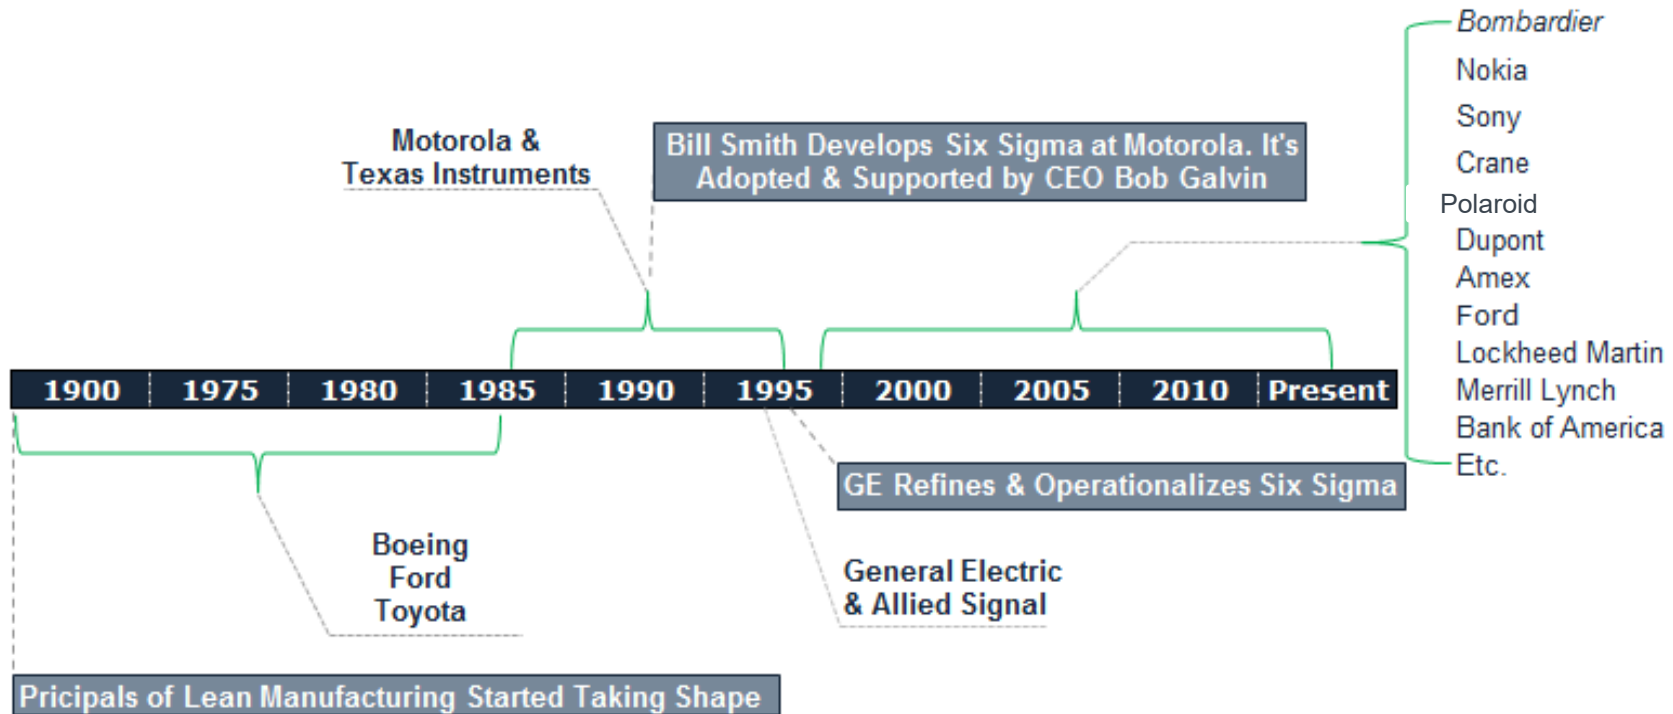 Bombardier
Nokia
Sony
Crane
Polaroid
Dupont
Amex
Ford
Lockheed Martin
Merrill Lynch
Bank of America
Etc.
Motorola &
Texas Instruments
Bill Smith Develops Six Sigma at Motorola. It's
Adopted & Supported by CEO Bob Galvin
1900 1975 1980 1985 1990 1995 2000 2005 2010 Present
GE Refines & Operationalizes Six Sigma
Boeing
Ford
Toyota
General Electric
& Allied Signal
Pricipals of Lean Manufacturing Started Taking Shape